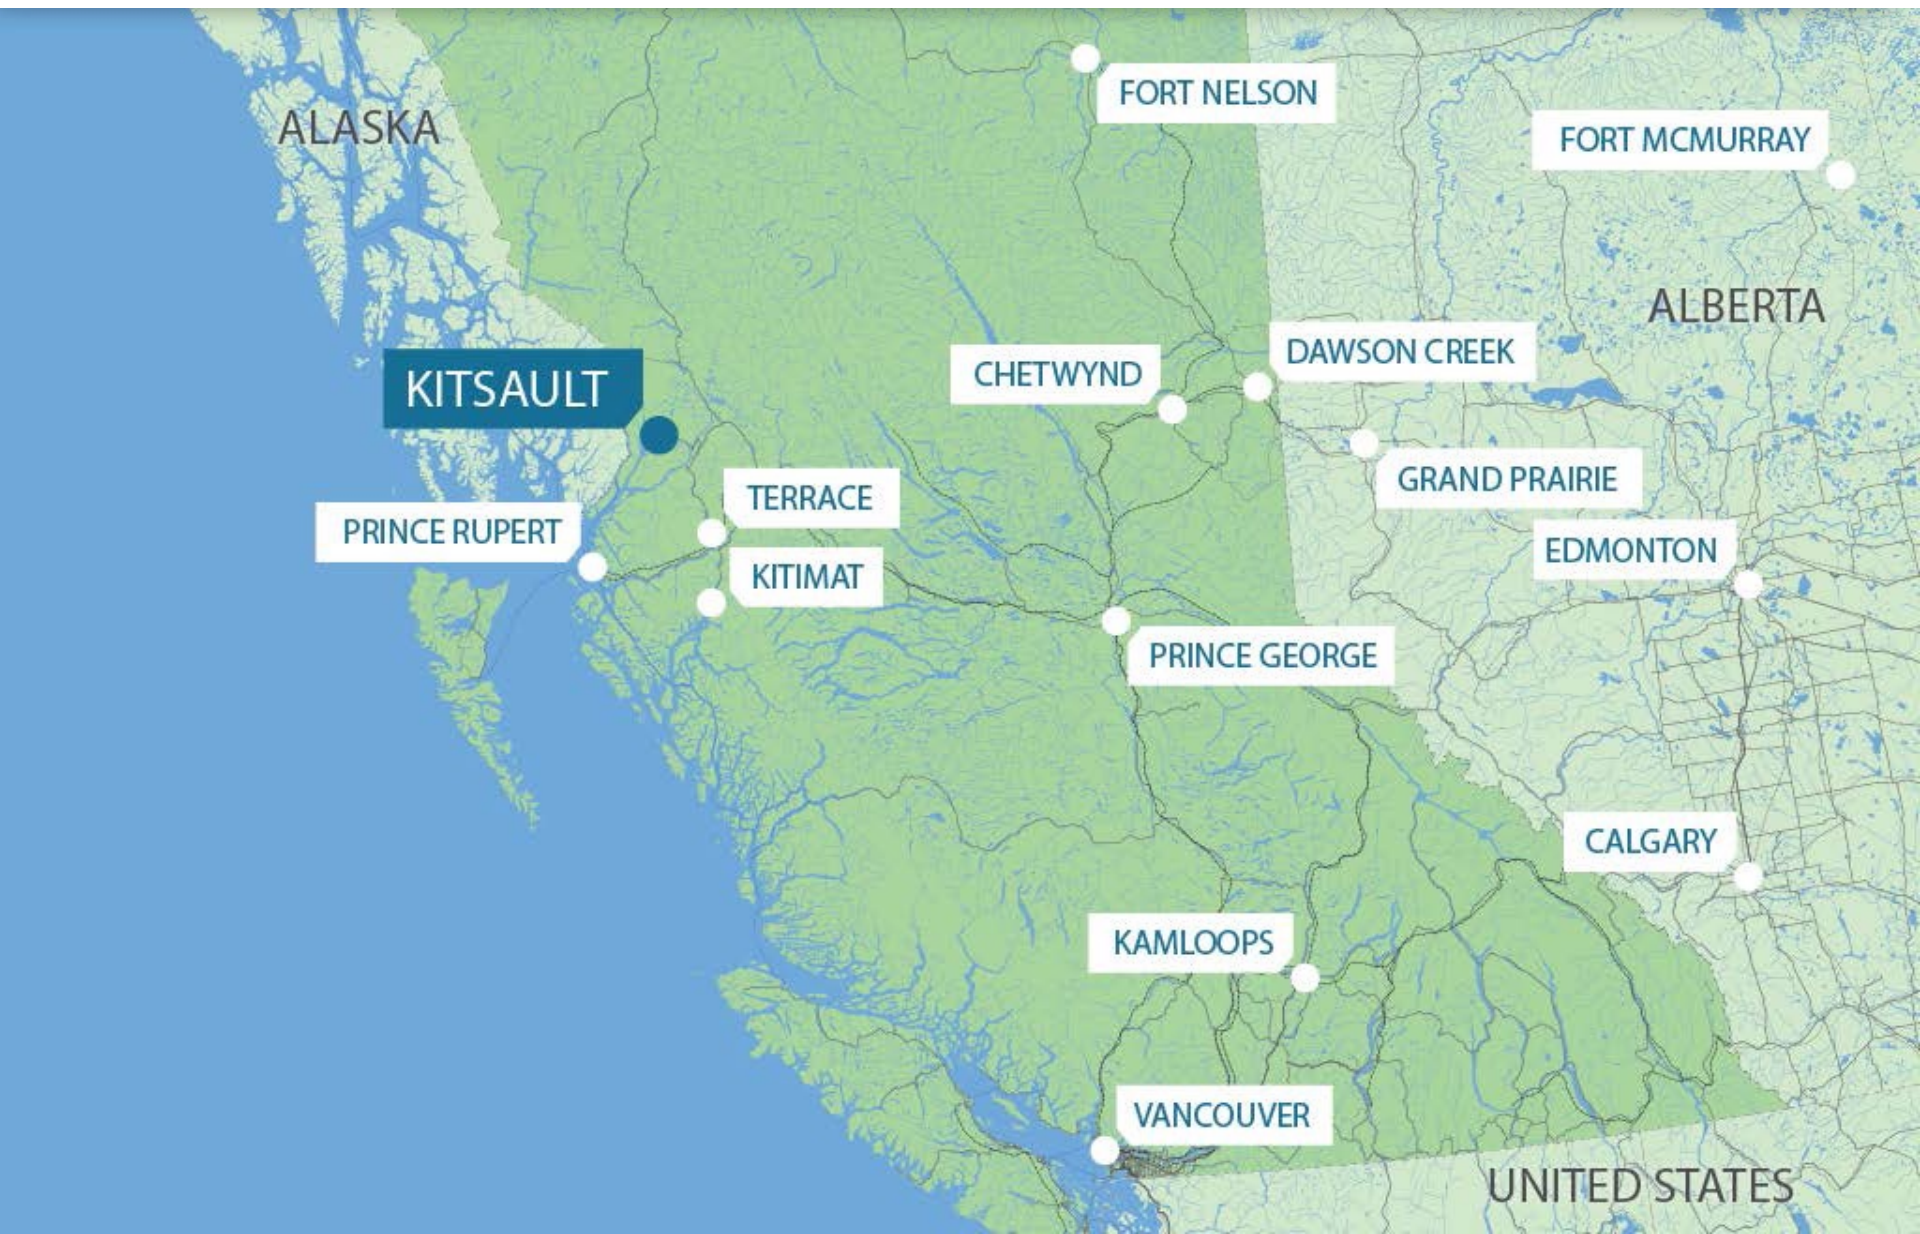 FORT NELSON
ALASKA
FORT MCMURRAY
ALBERTA
DAWSON CREEK
CHETWYND
KITSAULT
GRAND PRAIRIE
TERRACE
PRINCE RUPERT
EDMONTON
KITIMAT
PRINCE GEORGE
CALGARY
KAMLOOPS
VANCOUVER
UNITED STATES